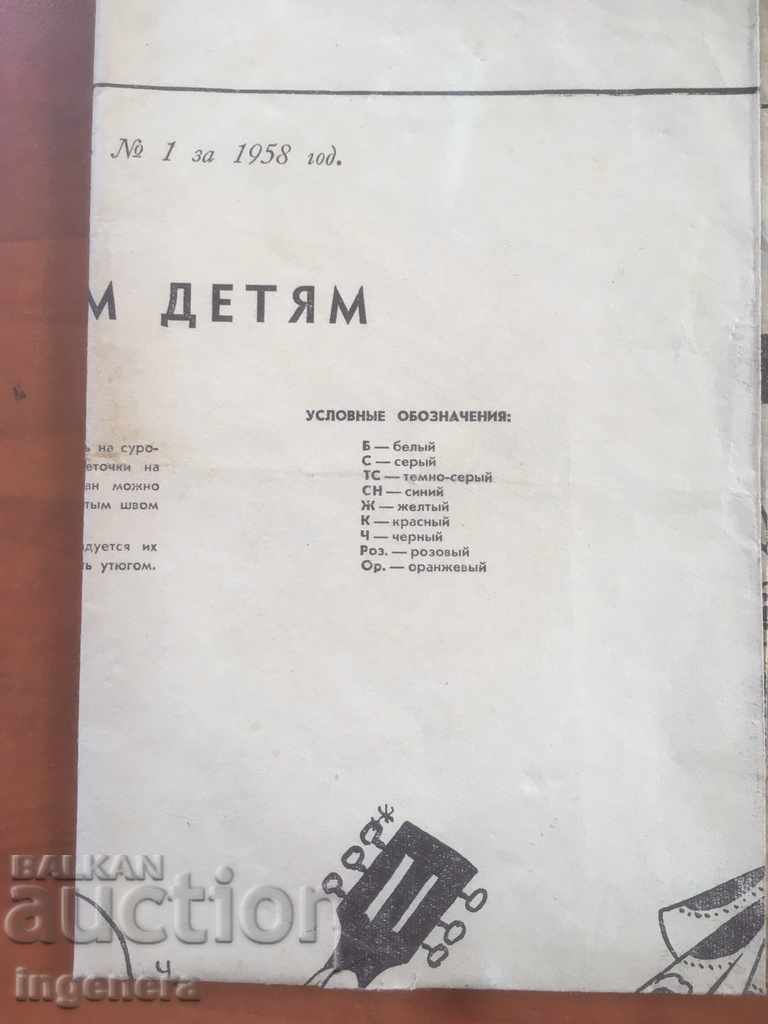 № 1 за 1958 год.
М ДЕТЯМ
УСЛОВНЫЕ ОБОЗНАЧЕНИЯ:
Б — белый
С — серый
ТС — темно-серый
СН — синий
Ж — желтый
К — красный
Ч — черный
Роз. — розовый
Ор. — оранжевый
ь на суро-
еточки на
ан можно
тым швом
дуется их
ь утюгом.
Ж
Ч
BALKAN
auction
ingenera